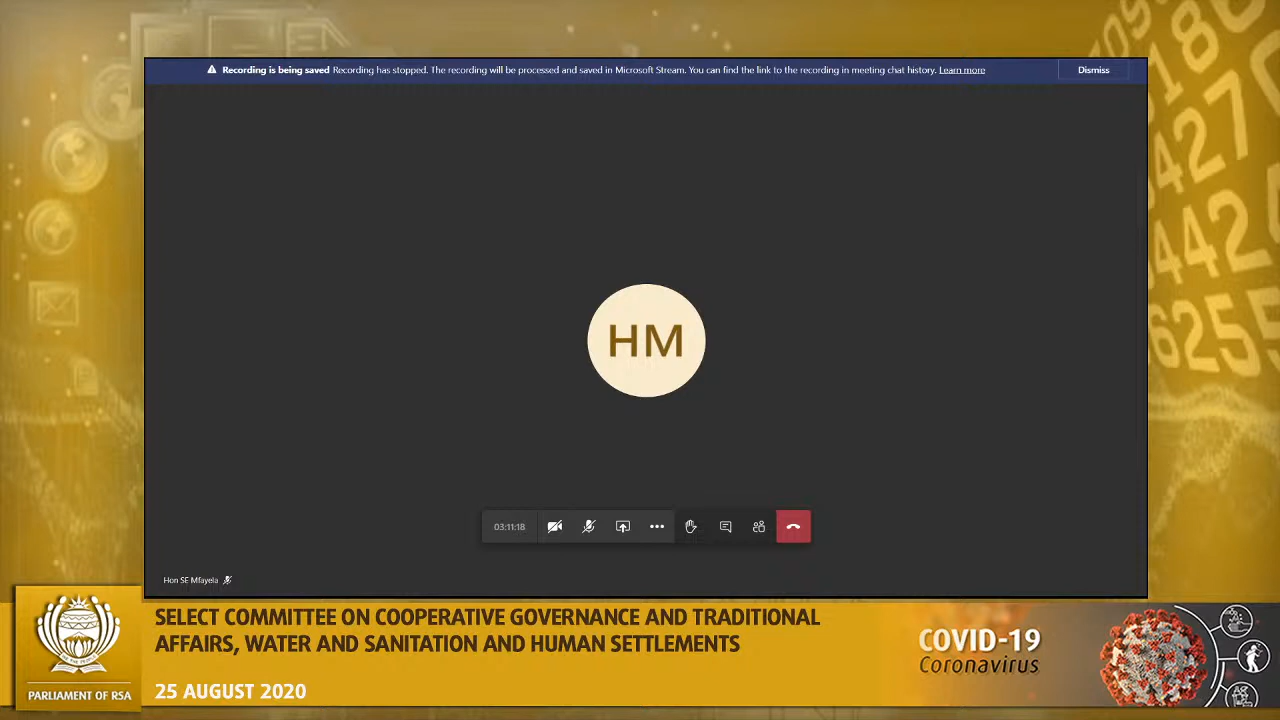 Recording is being saved Recording has stopped. The recording will be processed and saved in Microsoft Stream. You can find the link to the recording in meeting chat history. Learn more
Dismiss
HM
03:11:18
Hon SE Mfayela
SELECT COMMITTEE ON COOPERATIVE GOVERNANCE AND TRADITIONAL
AFFAIRS, WATER AND SANITATION AND HUMAN SETTLEMENTS
25 AUGUST 2020
PARLIAMENT OF RSA
COVID-19
Coronavirus